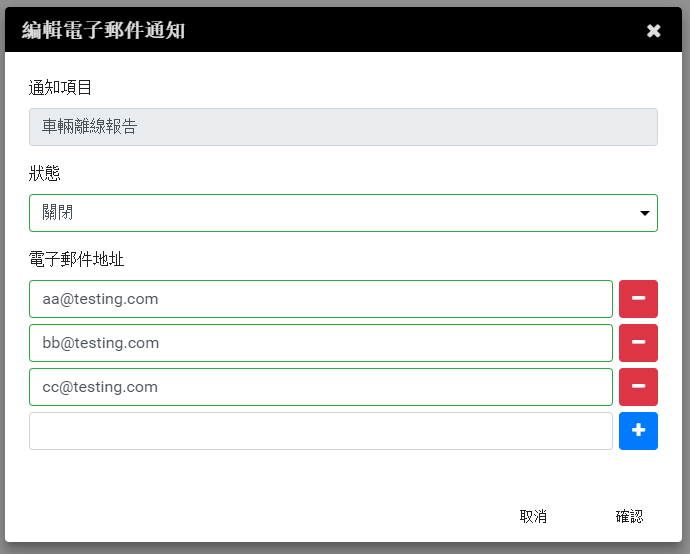 編輯電子郵件通知
通知項目
車輛離線報告
狀態
關閉
電子郵件地址
aa@testing.com
bb@testing.com
cc@testing.com
取消
確認